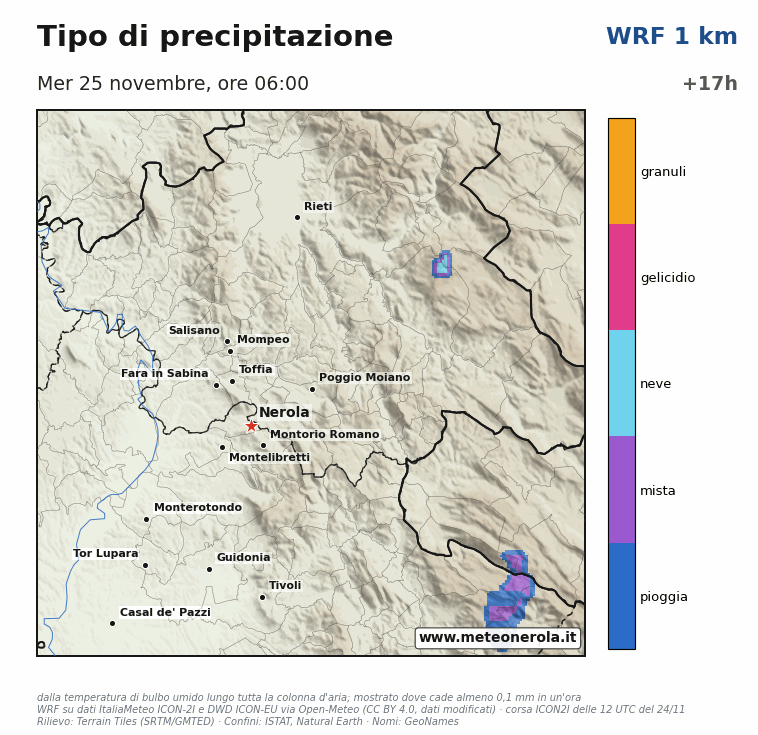 Tipo di precipitazione
WRF 1 km
Mer 25 novembre, ore 06:00
+17h
granuli
gelicidio
neve
mista
pioggia
Rieti
Salisano
Mompeo
Fara in Sabina
Toffia
Poggio Moiano
Nerola
Montorio Romano
Montelibretti
Monterotondo
Tor Lupara
Guidonia
Tivoli
Casal de' Pazzi
www.meteonerola.it
dalla temperatura di bulbo umido lungo tutta la colonna d'aria; mostrato dove cade almeno 0,1 mm in un'ora
WRF su dati ItaliaMeteo ICON-2I e DWD ICON-EU via Open-Meteo (CC BY 4.0, dati modificati) · corsa ICON2I delle 12 UTC del 24/11
Rilievo: Terrain Tiles (SRTM/GMTED) · Confini: ISTAT, Natural Earth · Nomi: GeoNames